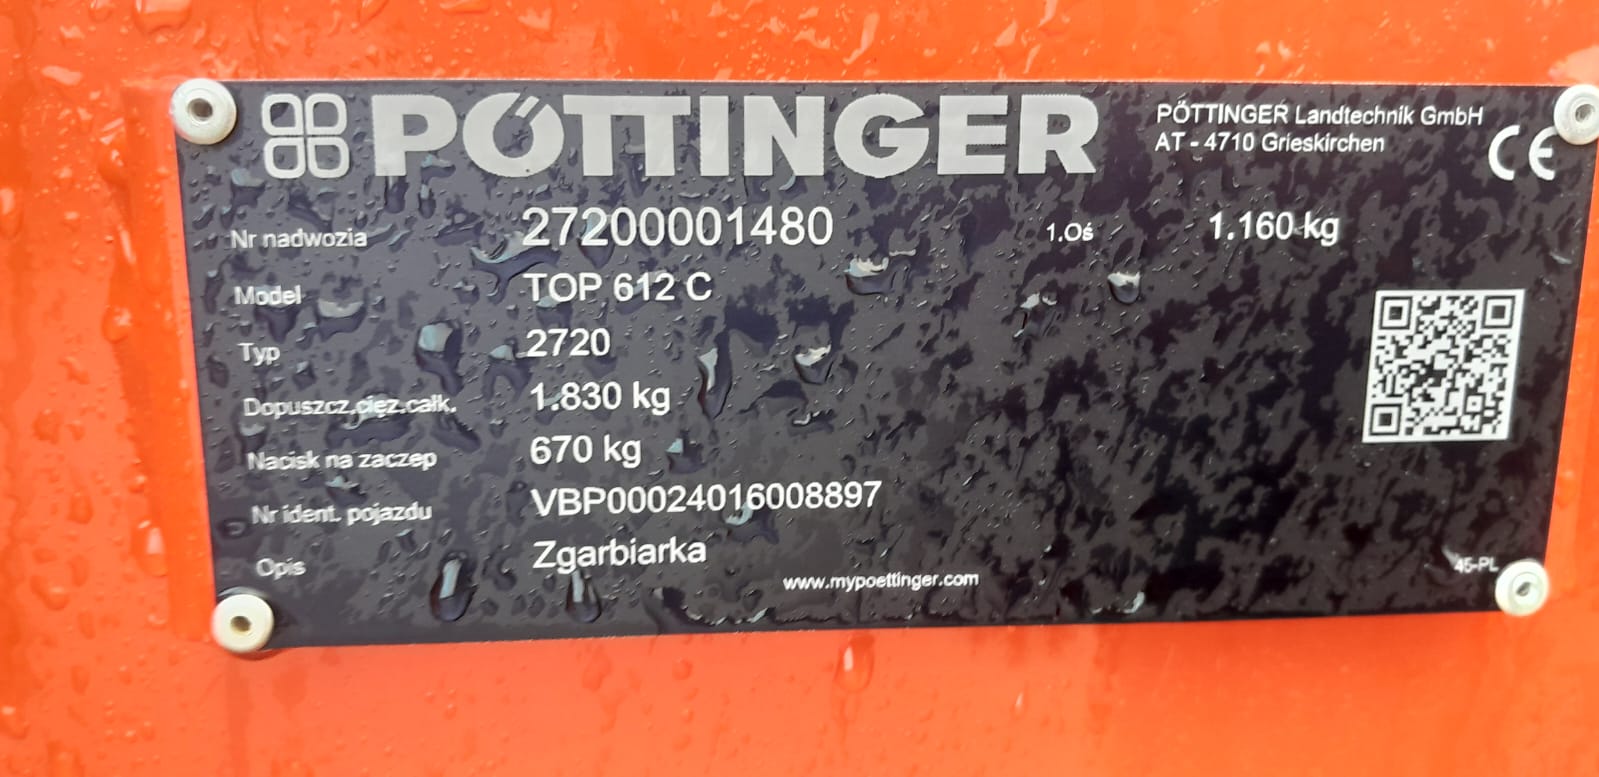 PÖTTINGER
PÖTTINGER Landtechnik GmbH
AT - 4710 Grieskirchen
CE
Nr nadwozia 27200001480 1.Oś 1.160 kg
Model TOP 612 C
Typ 2720
Dopuszcz.cięż.całk. 1.830 kg
Nacisk na zaczep 670 kg
Nr ident. pojazdu VBP00024016008897
Opis Zgarbiarka
www.mypoettinger.com
45-PL